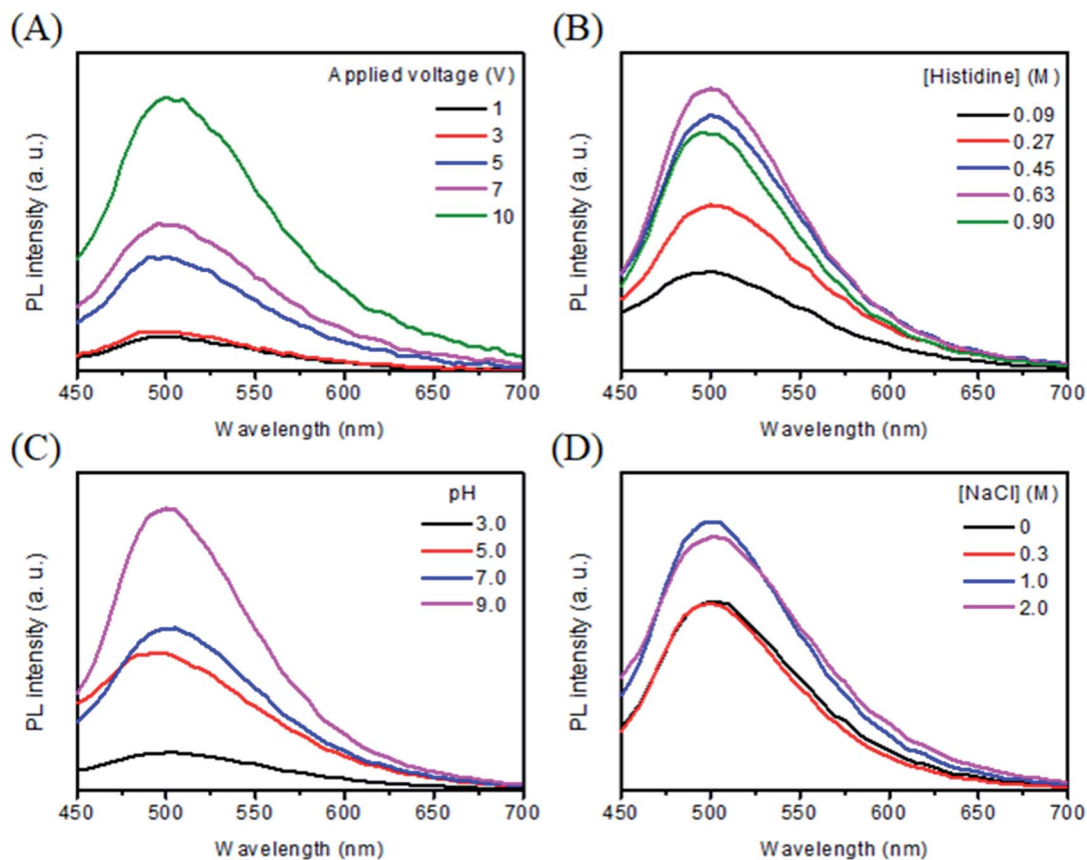 (A)
Applied voltage (V)
1
3
5
7
10
PL intensity (a. u.)
450 500 550 600 650 700
Wavelength (nm)
(B)
[Histidine] (M)
0.09
0.27
0.45
0.63
0.90
PL intensity (a. u.)
450 500 550 600 650 700
Wavelength (nm)
(C)
pH
3.0
5.0
7.0
9.0
PL intensity (a. u.)
450 500 550 600 650 700
Wavelength (nm)
(D)
[NaCl] (M)
0
0.3
1.0
2.0
PL intensity (a. u.)
450 500 550 600 650 700
Wavelength (nm)